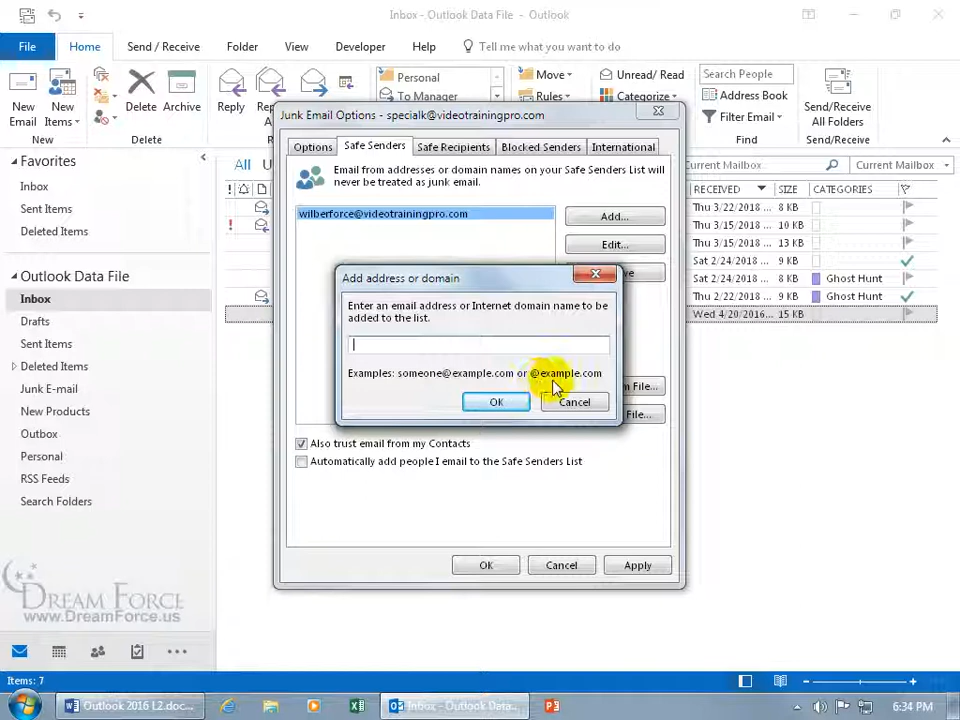 Inbox - Outlook Data File - Outlook
File Home Send / Receive Folder View Developer Help Tell me what you want to do
New Email
New Items
Delete
Archive
Reply
Personal
To Manager
Move
Rules
Unread/ Read
Categorize
Search People
Address Book
Filter Email
Send/Receive All Folders
New Delete Find Send/Receive
Favorites
Inbox
Sent Items
Deleted Items
Outlook Data File
Inbox
Drafts
Sent Items
Deleted Items
Junk E-mail
New Products
Outbox
Personal
RSS Feeds
Search Folders
All
Current Mailbox
RECEIVED SIZE CATEGORIES
Thu 3/22/2018 ... 8 KB
Thu 3/15/2018 ... 10 KB
Thu 3/15/2018 ... 13 KB
Sat 2/24/2018 ... 9 KB
Sat 2/24/2018 ... 8 KB Ghost Hunt
Thu 2/22/2018 ... 9 KB Ghost Hunt
Wed 4/20/2016... 15 KB
Junk Email Options - specialk@videotrainingpro.com
Options Safe Senders Safe Recipients Blocked Senders International
Email from addresses or domain names on your Safe Senders List will
never be treated as junk email.
wilberforce@videotrainingpro.com
Add...
Edit...
Add address or domain
Enter an email address or Internet domain name to be
added to the list.
Examples: someone@example.com or @example.com
OK Cancel
File...
File...
Also trust email from my Contacts
Automatically add people I email to the Safe Senders List
OK Cancel Apply
DREAM FORCE
www.DreamForce.us
Items: 7
Outlook 2016 L2.doc...
Inbox - Outlook Data...
6:34 PM